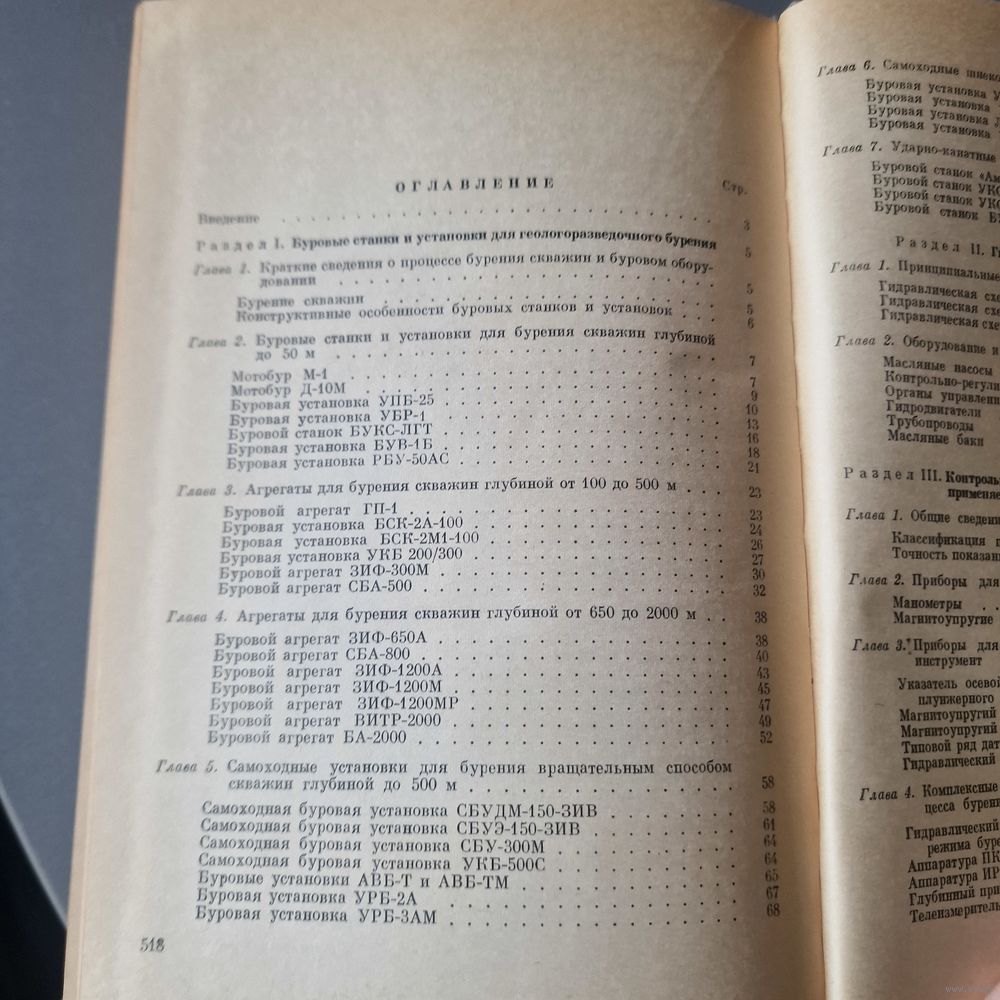 ОГЛАВЛЕНИЕ
Стр.
Введение . . . 3
Раздел I. Буровые станки и установки для геологоразведочного бурения 5
Глава 1. Краткие сведения о процессе бурения скважин и буровом обору-
довании . . . 5
Бурение скважин . . . 5
Конструктивные особенности буровых станков и установок . . . 6
Глава 2. Буровые станки и установки для бурения скважин глубиной
до 50 м . . . 7
Мотобур М-1 . . . 7
Мотобур Д-10М . . . 9
Буровая установка УПБ-25 . . . 10
Буровая установка УБР-1 . . . 13
Буровой станок БУКС-ЛГТ . . . 16
Буровая установка БУВ-1Б . . . 18
Буровая установка РБУ-50АС . . . 21
Глава 3. Агрегаты для бурения скважин глубиной от 100 до 500 м . . . 23
Буровой агрегат ГП-1 . . . 23
Буровая установка БСК-2А-100 . . . 24
Буровая установка БСК-2М1-100 . . . 26
Буровая установка УКБ 200/300 . . . 27
Буровой агрегат ЗИФ-300М . . . 30
Буровой агрегат СБА-500 . . . 32
Глава 4. Агрегаты для бурения скважин глубиной от 650 до 2000 м . . 38
Буровой агрегат ЗИФ-650А . . . 38
Буровой агрегат СБА-800 . . . 40
Буровой агрегат ЗИФ-1200А . . . 43
Буровой агрегат ЗИФ-1200М . . . 45
Буровой агрегат ЗИФ-1200МР . . . 47
Буровой агрегат ВИТР-2000 . . . 49
Буровой агрегат БА-2000 . . . 52
Глава 5. Самоходные установки для бурения вращательным способом
скважин глубиной до 500 м . . . 58
Самоходная буровая установка СБУДМ-150-ЗИВ . . . 58
Самоходная буровая установка СБУЭ-150-ЗИВ . . . 61
Самоходная буровая установка СБУ-300М . . . 64
Самоходная буровая установка УКБ-500С . . . 64
Буровые установки АВБ-Т и АВБ-ТМ . . . 65
Буровая установка УРБ-2А . . . 67
Буровая установка УРБ-3АМ . . . 68
518
Глава 6. Самоходные шнеко
Буровая установка У
Буровая установка
Буровая установка Л
Буровая установка
Глава 7. Ударно-канатные
Буровой станок «Ам
Буровой станок УКС
Буровой станок УКС
Буровой станок Б
Раздел II. Ги
Глава 1. Принципиальные
Гидравлическая схе
Гидравлическая схе
Гидравлическая схе
Глава 2. Оборудование и
Масляные насосы
Контрольно-регули
Органы управлени
Гидродвигатели
Трубопроводы
Масляные баки
Раздел III. Контроль
применяе
Глава 1. Общие сведени
Классификация п
Точность показан
Глава 2. Приборы для
Манометры . .
Магнитоупругие
Глава 3. Приборы для
инструмент
Указатель осевой
плунжерного
Магнитоупругий
Магнитоупругий
Типовой ряд дат
Гидравлический
Глава 4. Комплексные
цесса бурени
Гидравлический
режима буре
Аппаратура ПК
Аппаратура ИР
Глубинный при
Телеизмеритель